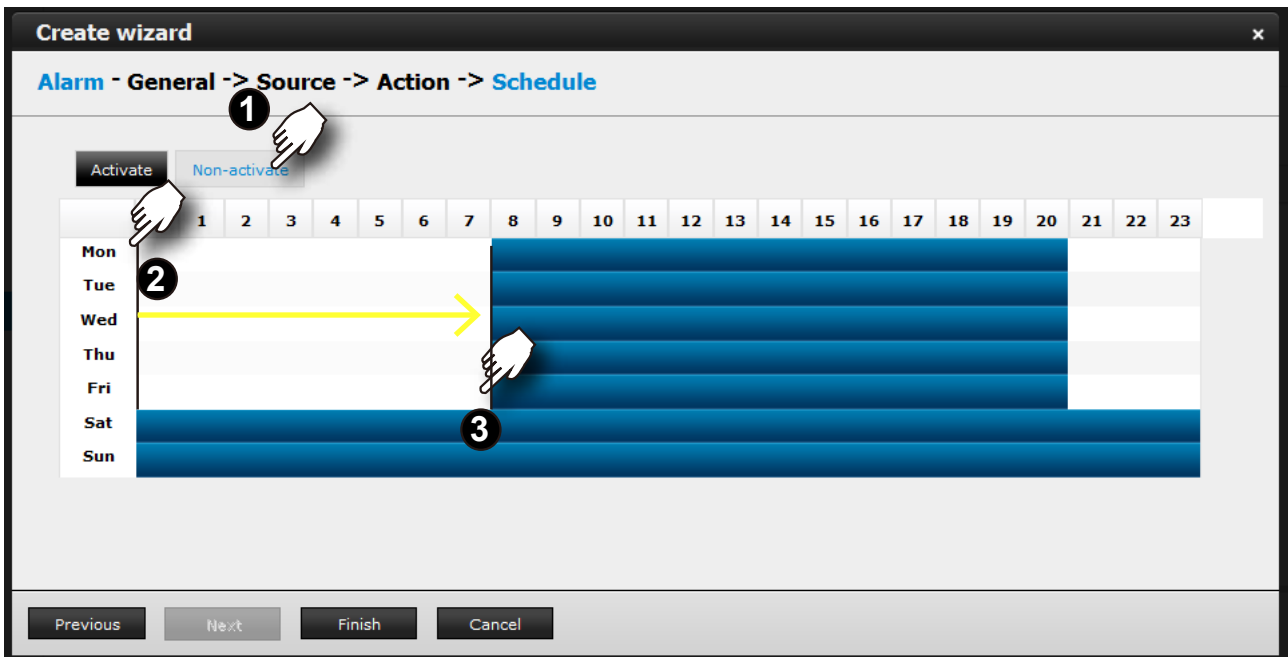 Create wizard ×
Alarm - General -> Source -> Action -> Schedule
1
Activate Non-activate
1 2 3 4 5 6 7 8 9 10 11 12 13 14 15 16 17 18 19 20 21 22 23
Mon
2
Tue
Wed
Thu
Fri
3
Sat
Sun
Previous Next Finish Cancel